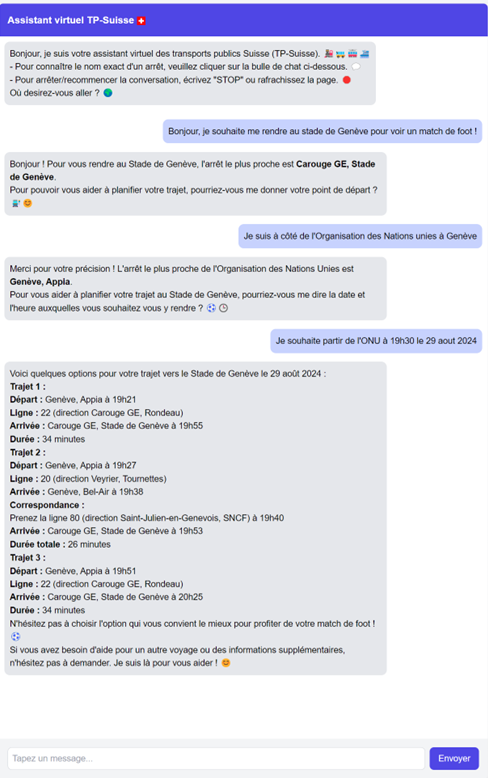 Assistant virtuel TP-Suisse
Bonjour, je suis votre assistant virtuel des transports publics Suisse (TP-Suisse).
- Pour connaître le nom exact d'un arrêt, veuillez cliquer sur la bulle de chat ci-dessous.
- Pour arrêter/recommencer la conversation, écrivez "STOP" ou rafraichissez la page.
Où desirez-vous aller ?
Bonjour, je souhaite me rendre au stade de Genève pour voir un match de foot !
Bonjour ! Pour vous rendre au Stade de Genève, l'arrêt le plus proche est Carouge GE, Stade
de Genève.
Pour pouvoir vous aider à planifier votre trajet, pourriez-vous me donner votre point de départ ?
Je suis à côté de l'Organisation des Nations unies à Genève
Merci pour votre précision ! L'arrêt le plus proche de l'Organisation des Nations Unies est
Genève, Appia.
Pour vous aider à planifier votre trajet au Stade de Genève, pourriez-vous me dire la date et
l'heure auxquelles vous souhaitez vous y rendre ?
Je souhaite partir de l'ONU à 19h30 le 29 aout 2024
Voici quelques options pour votre trajet vers le Stade de Genève le 29 août 2024 :
Trajet 1 :
Départ : Genève, Appia à 19h21
Ligne : 22 (direction Carouge GE, Rondeau)
Arrivée : Carouge GE, Stade de Genève à 19h55
Durée : 34 minutes
Trajet 2 :
Départ : Genève, Appia à 19h27
Ligne : 20 (direction Veyrier, Tournettes)
Arrivée : Genève, Bel-Air à 19h38
Correspondance :
Prenez la ligne 80 (direction Saint-Julien-en-Genevois, SNCF) à 19h40
Arrivée : Carouge GE, Stade de Genève à 19h53
Durée totale : 26 minutes
Trajet 3 :
Départ : Genève, Appia à 19h51
Ligne : 22 (direction Carouge GE, Rondeau)
Arrivée : Carouge GE, Stade de Genève à 20h25
Durée : 34 minutes
N'hésitez pas à choisir l'option qui vous convient le mieux pour profiter de votre match de foot !
Si vous avez besoin d'aide pour un autre voyage ou des informations supplémentaires,
n'hésitez pas à demander. Je suis là pour vous aider !
Tapez un message...
Envoyer